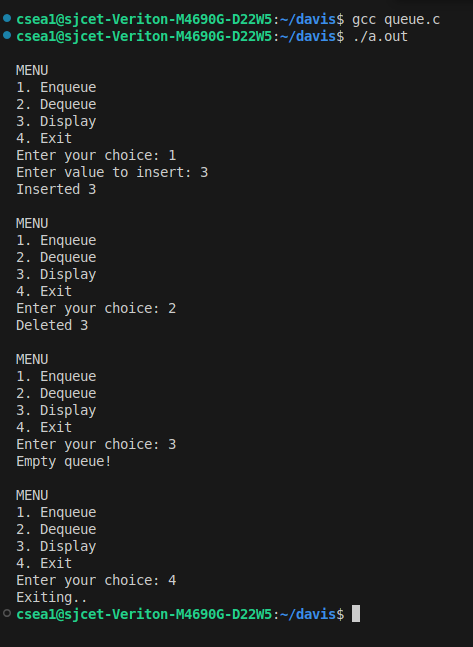 csea1@sjcet-Veriton-M4690G-D22W5:~/davis$ gcc queue.c
csea1@sjcet-Veriton-M4690G-D22W5:~/davis$ ./a.out

MENU
1. Enqueue
2. Dequeue
3. Display
4. Exit
Enter your choice: 1
Enter value to insert: 3
Inserted 3

MENU
1. Enqueue
2. Dequeue
3. Display
4. Exit
Enter your choice: 2
Deleted 3

MENU
1. Enqueue
2. Dequeue
3. Display
4. Exit
Enter your choice: 3
Empty queue!

MENU
1. Enqueue
2. Dequeue
3. Display
4. Exit
Enter your choice: 4
Exiting..
csea1@sjcet-Veriton-M4690G-D22W5:~/davis$